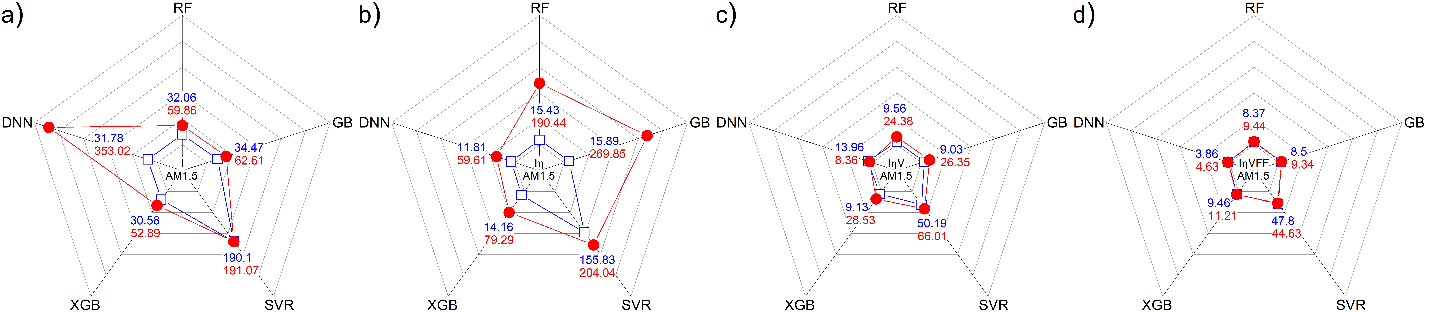 a)
RF
32.06
59.86
DNN
GB
31.78
353.02
34.47
62.61
AM1.5
30.58
52.89
190.1
191.07
XGB
SVR
b)
RF
15.43
190.44
DNN
GB
11.81
59.61
15.89
269.85
Iη
AM1.5
14.16
79.29
155.83
204.04
XGB
SVR
c)
RF
9.56
24.38
DNN
GB
13.96
8.36
9.03
26.35
IηV
AM1.5
9.13
28.53
50.19
66.01
XGB
SVR
d)
RF
8.37
9.44
DNN
GB
3.86
4.63
8.5
9.34
IηVFF
AM1.5
9.46
11.21
47.8
44.63
XGB
SVR